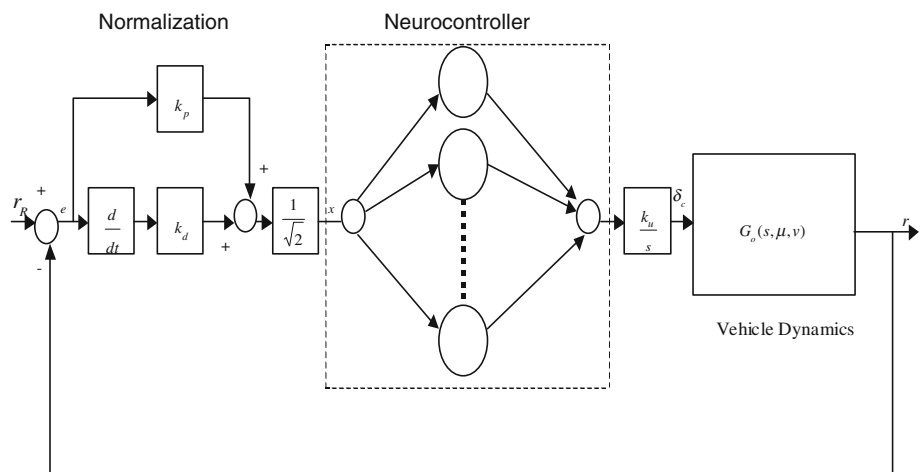 Normalization
Neurocontroller
k_p
+
+
r_R
e
d
dt
k_d
+
1
√2
x
k_u
s
δ_c
G_o(s,μ,v)
r
-
Vehicle Dynamics